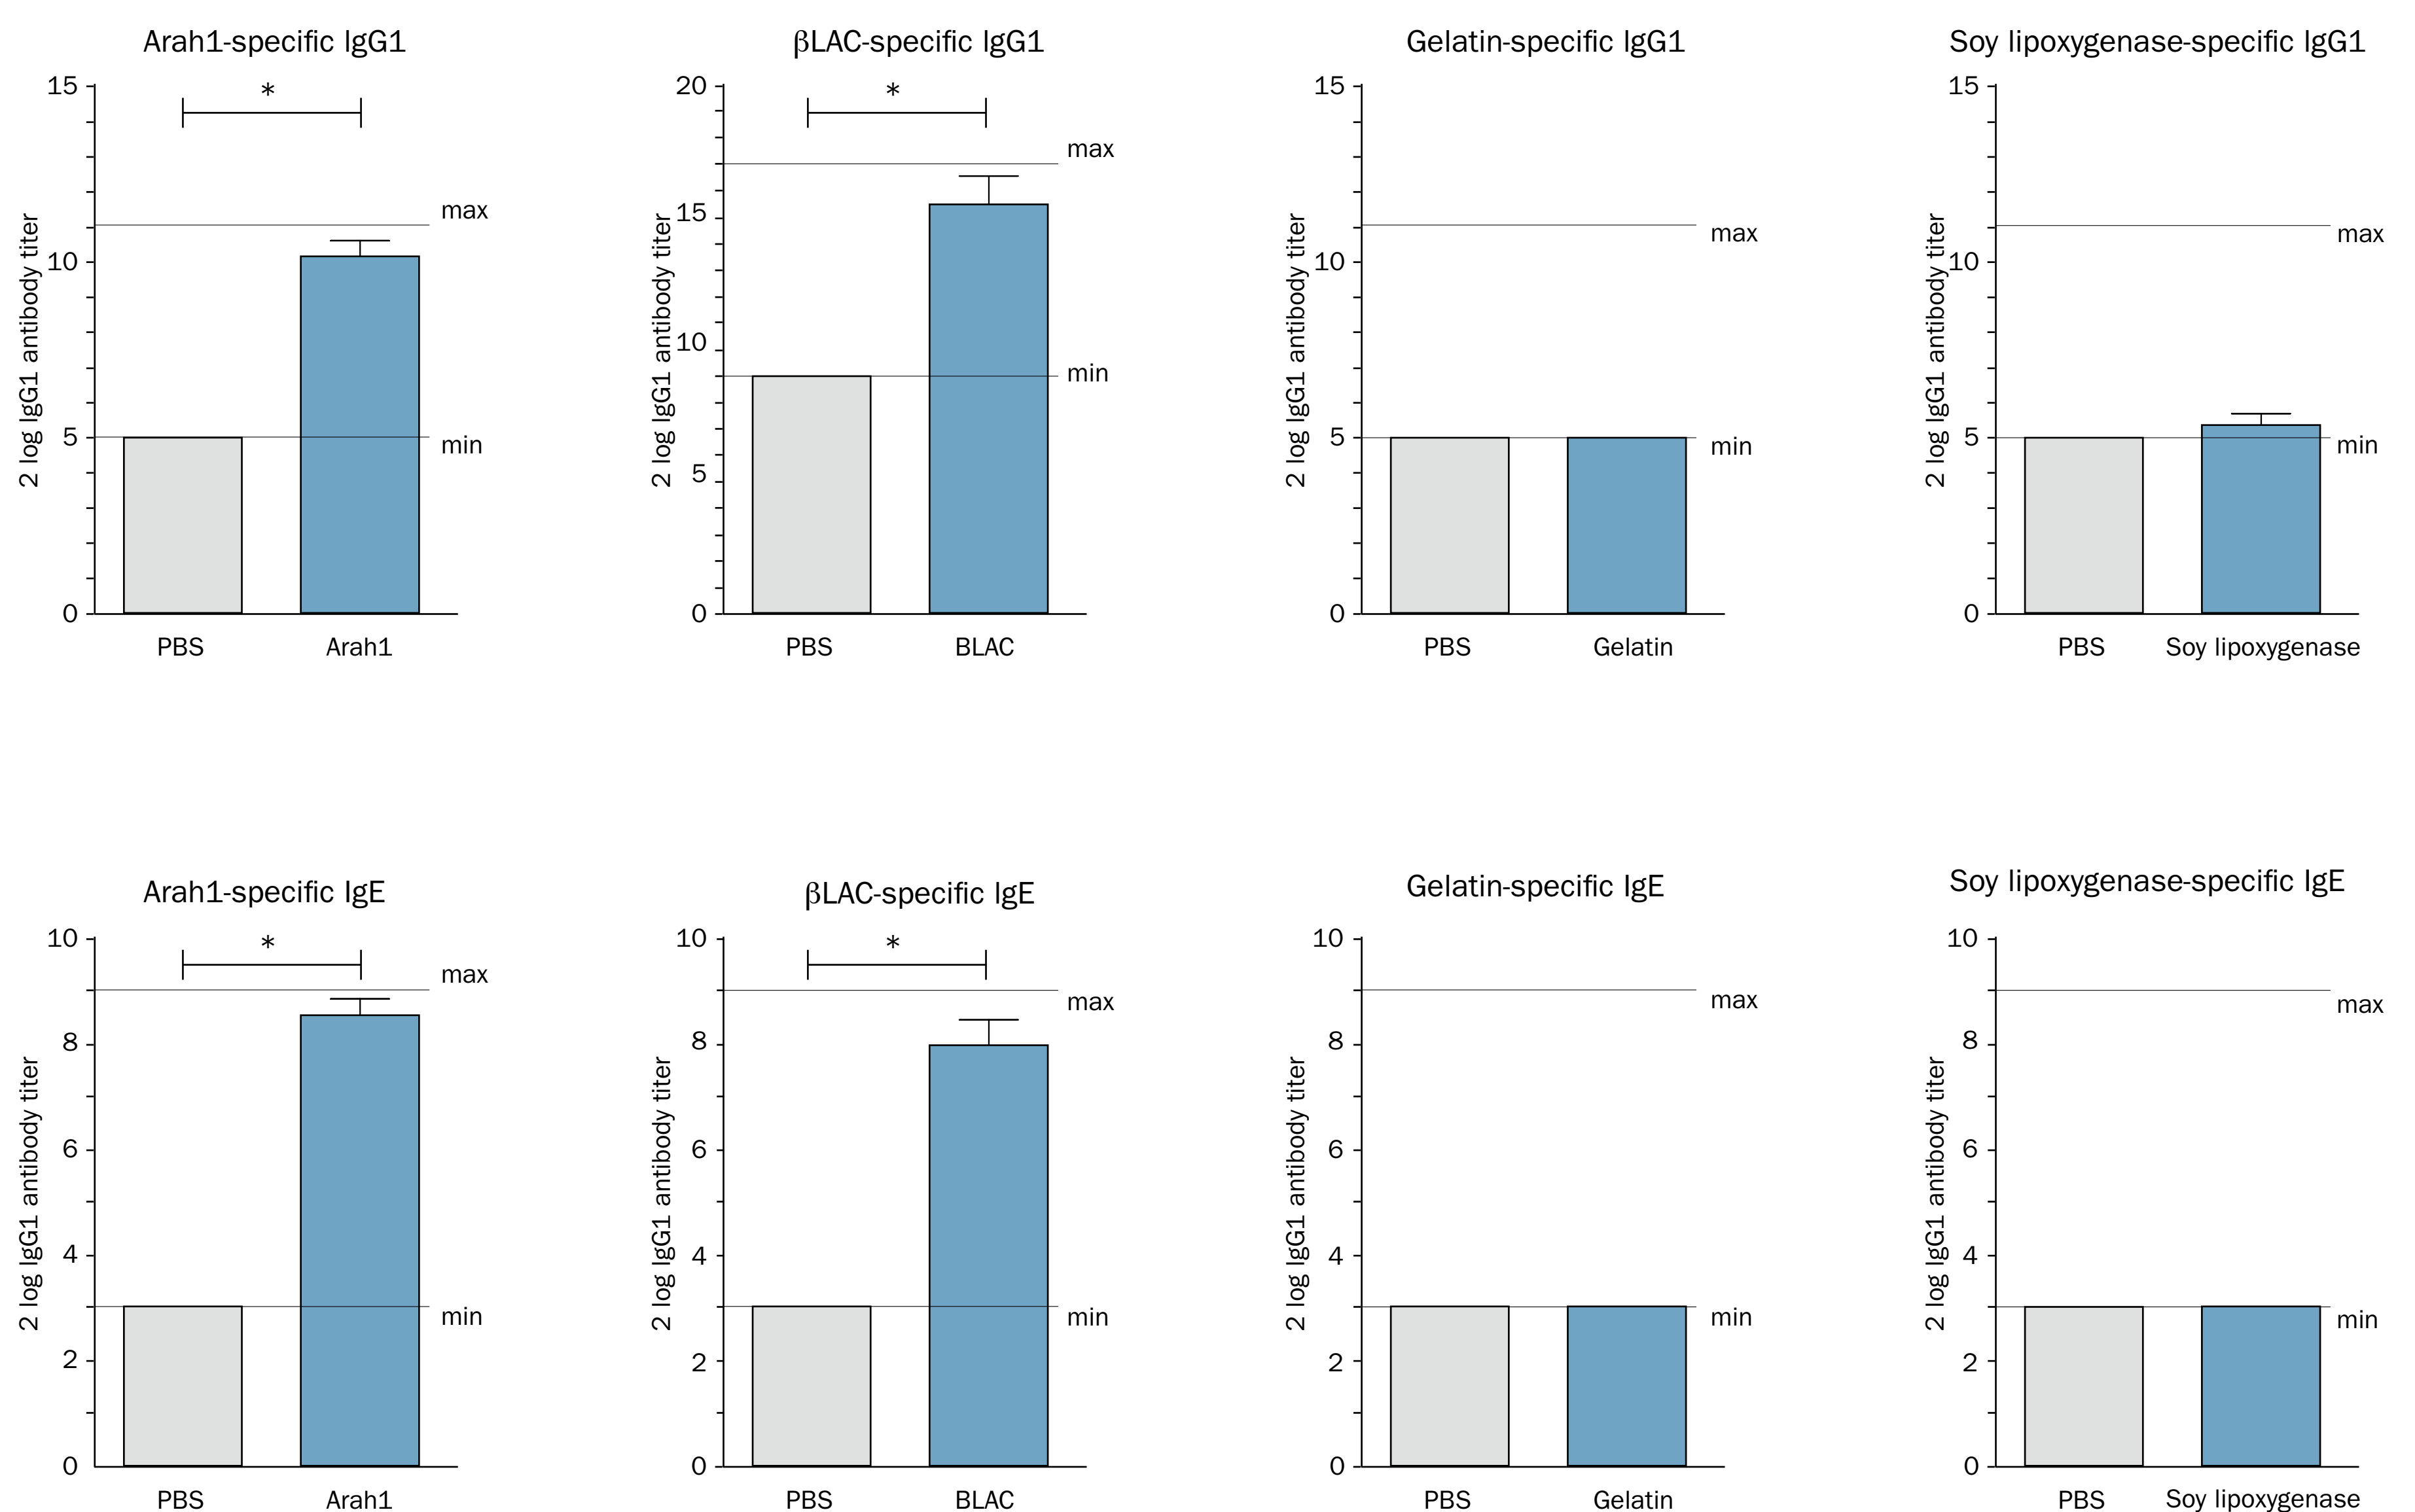 Arah1-specific IgG1
15
*
max
10
5
min
0
2 log IgG1 antibody titer
PBS Arah1
βLAC-specific IgG1
20
*
max
15
10
min
5
0
2 log IgG1 antibody titer
PBS BLAC
Gelatin-specific IgG1
15
max
10
5
min
0
2 log IgG1 antibody titer
PBS Gelatin
Soy lipoxygenase-specific IgG1
15
max
10
5
min
0
2 log IgG1 antibody titer
PBS Soy lipoxygenase
Arah1-specific IgE
10
*
max
8
6
4
min
2
0
2 log IgG1 antibody titer
PBS Arah1
βLAC-specific IgE
10
*
max
8
6
4
min
2
0
2 log IgG1 antibody titer
PBS BLAC
Gelatin-specific IgE
10
max
8
6
4
min
2
0
2 log IgG1 antibody titer
PBS Gelatin
Soy lipoxygenase-specific IgE
10
max
8
6
4
min
2
0
2 log IgG1 antibody titer
PBS Soy lipoxygenase